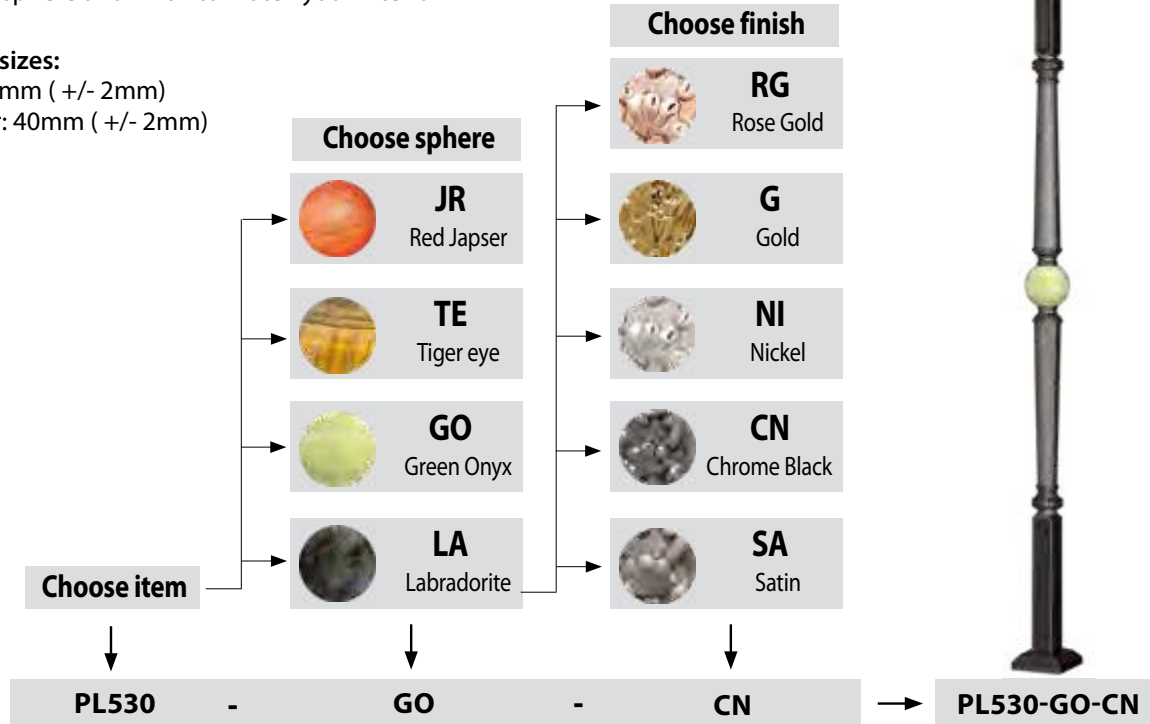 sizes:
mm ( +/- 2mm)
: 40mm ( +/- 2mm)
Choose item
Choose sphere
JR
Red Japser
TE
Tiger eye
GO
Green Onyx
LA
Labradorite
Choose finish
RG
Rose Gold
G
Gold
NI
Nickel
CN
Chrome Black
SA
Satin
PL530 - GO - CN
PL530-GO-CN